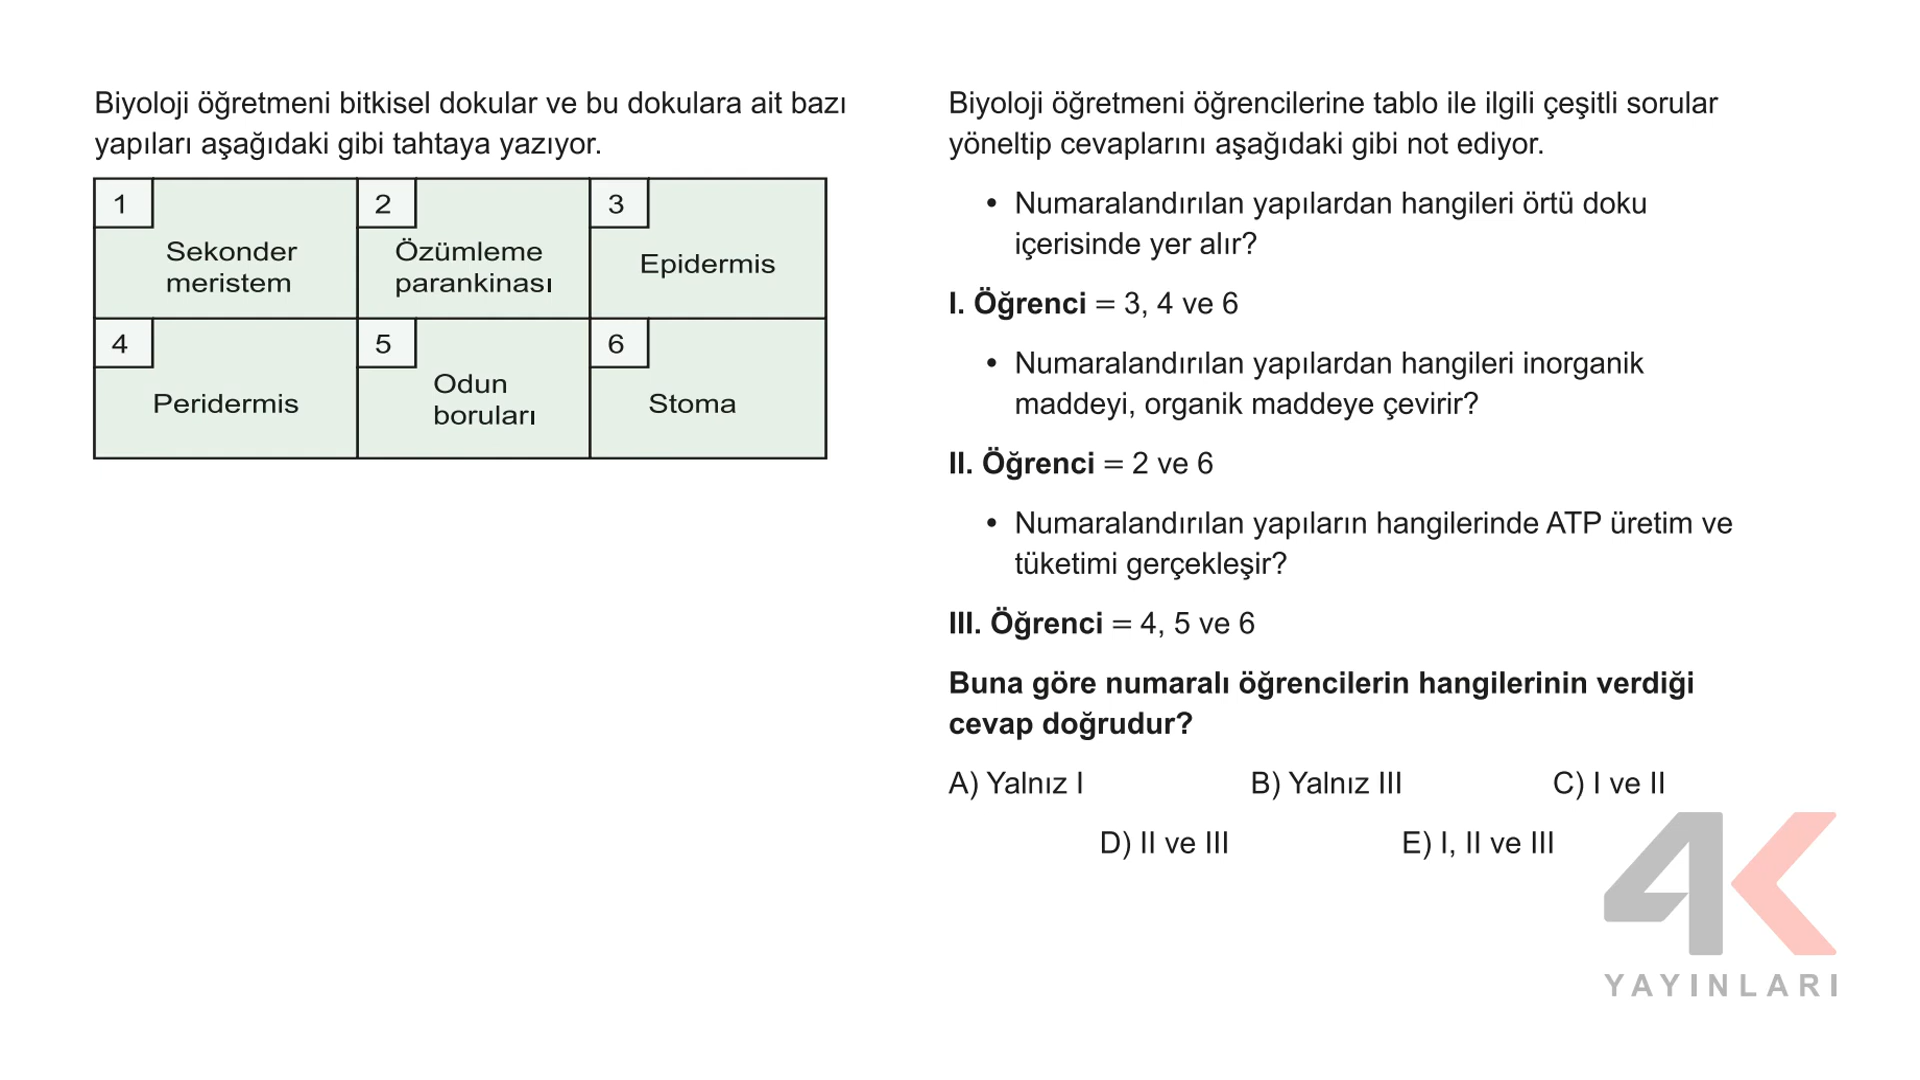 Biyoloji öğretmeni bitkisel dokular ve bu dokulara ait bazı
yapıları aşağıdaki gibi tahtaya yazıyor.
1
Sekonder
meristem
2
Özümleme
parankinası
3
Epidermis
4
Peridermis
5
Odun
boruları
6
Stoma
Biyoloji öğretmeni öğrencilerine tablo ile ilgili çeşitli sorular
yöneltip cevaplarını aşağıdaki gibi not ediyor.
• Numaralandırılan yapılardan hangileri örtü doku
içerisinde yer alır?
I. Öğrenci = 3, 4 ve 6
• Numaralandırılan yapılardan hangileri inorganik
maddeyi, organik maddeye çevirir?
II. Öğrenci = 2 ve 6
• Numaralandırılan yapıların hangilerinde ATP üretim ve
tüketimi gerçekleşir?
III. Öğrenci = 4, 5 ve 6
Buna göre numaralı öğrencilerin hangilerinin verdiği
cevap doğrudur?
A) Yalnız I B) Yalnız III C) I ve II
D) II ve III E) I, II ve III
4K
YAYINLARI